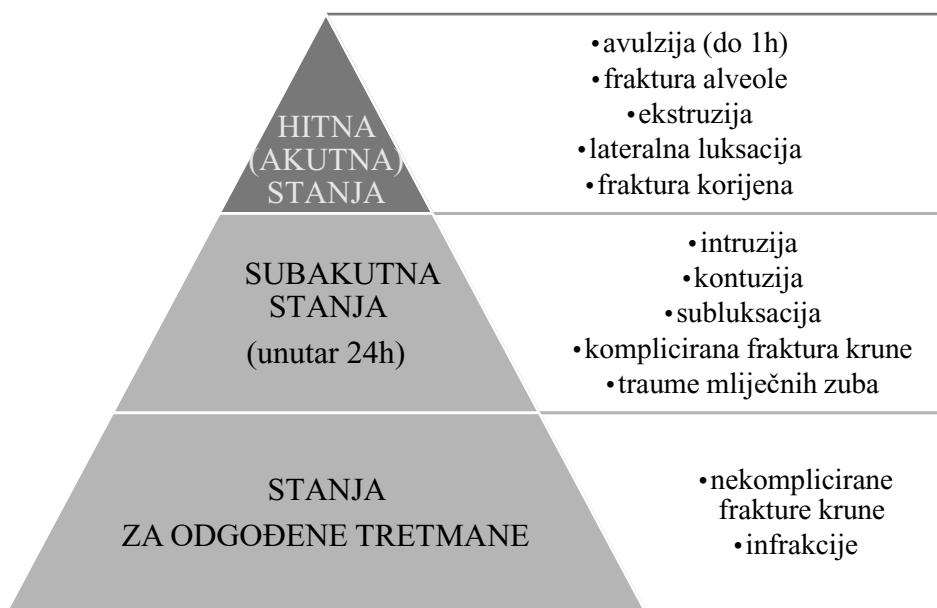 HITNA
(AKUTNA)
STANJA
•avulzija (do 1h)
•fraktura alveole
•ekstruzija
•lateralna luksacija
•fraktura korijena
SUBAKUTNA
STANJA
(unutar 24h)
•intruzija
•kontuzija
•subluksacija
•komplicirana fraktura krune
•traume mliječnih zuba
STANJA
ZA ODGOĐENE TRETMANE
•nekomplicirane
frakture krune
•infrakcije